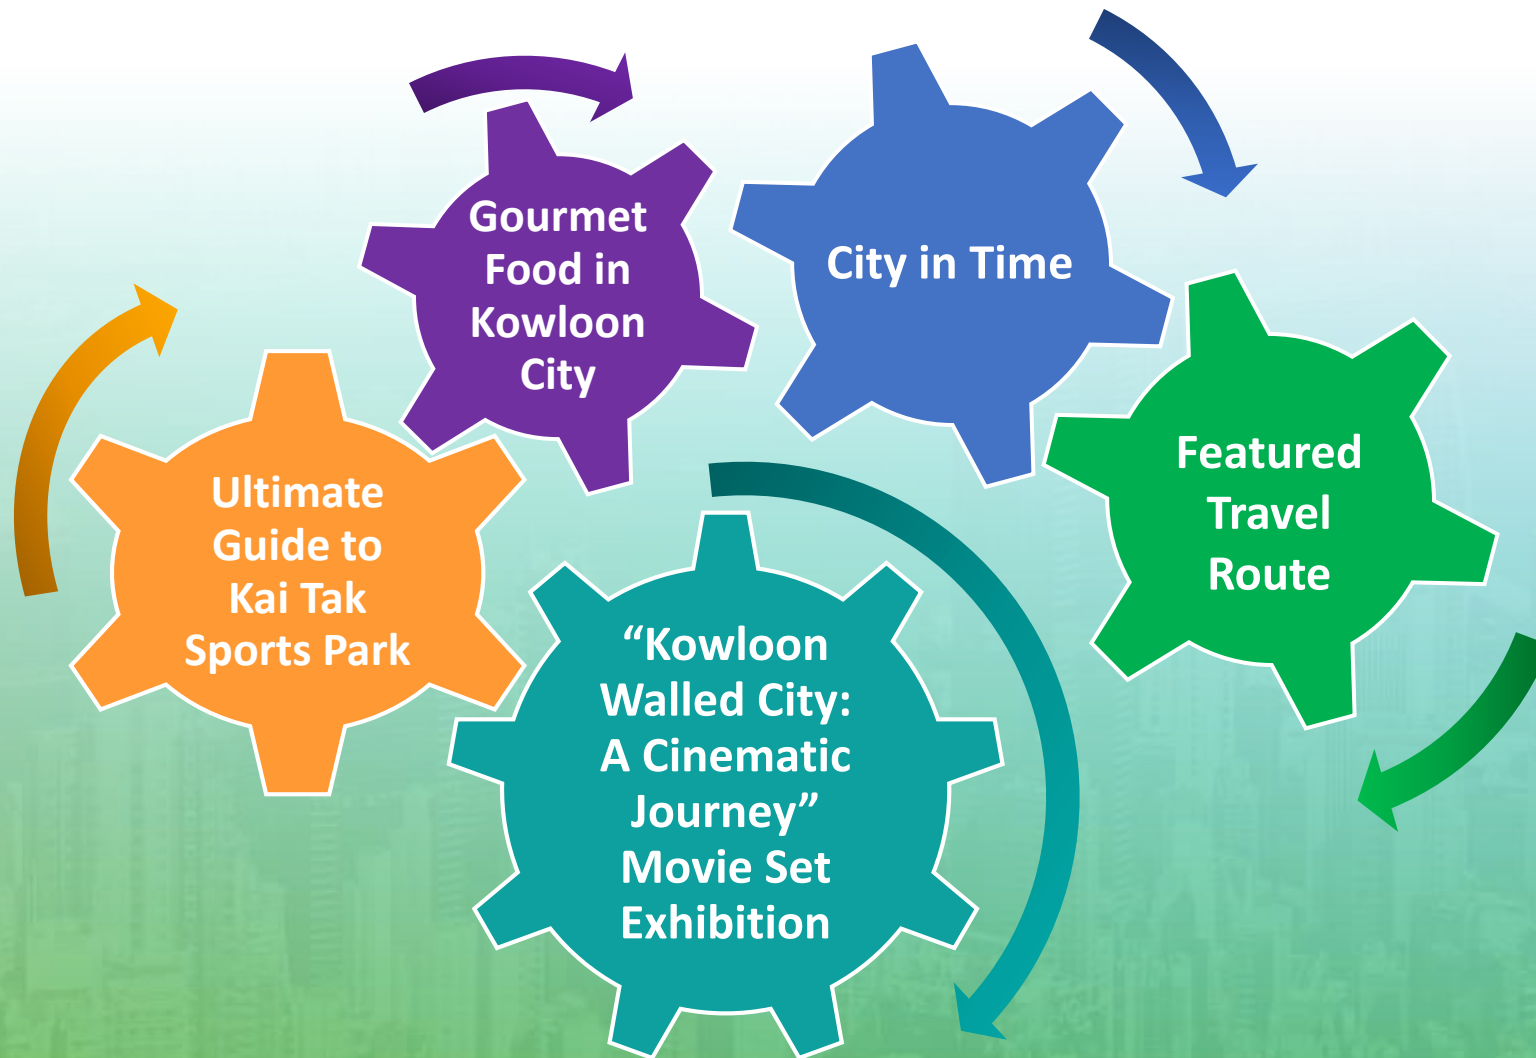 Gourmet
Food in
Kowloon
City
City in Time
Ultimate
Guide to
Kai Tak
Sports Park
“Kowloon
Walled City:
A Cinematic
Journey”
Movie Set
Exhibition
Featured
Travel
Route